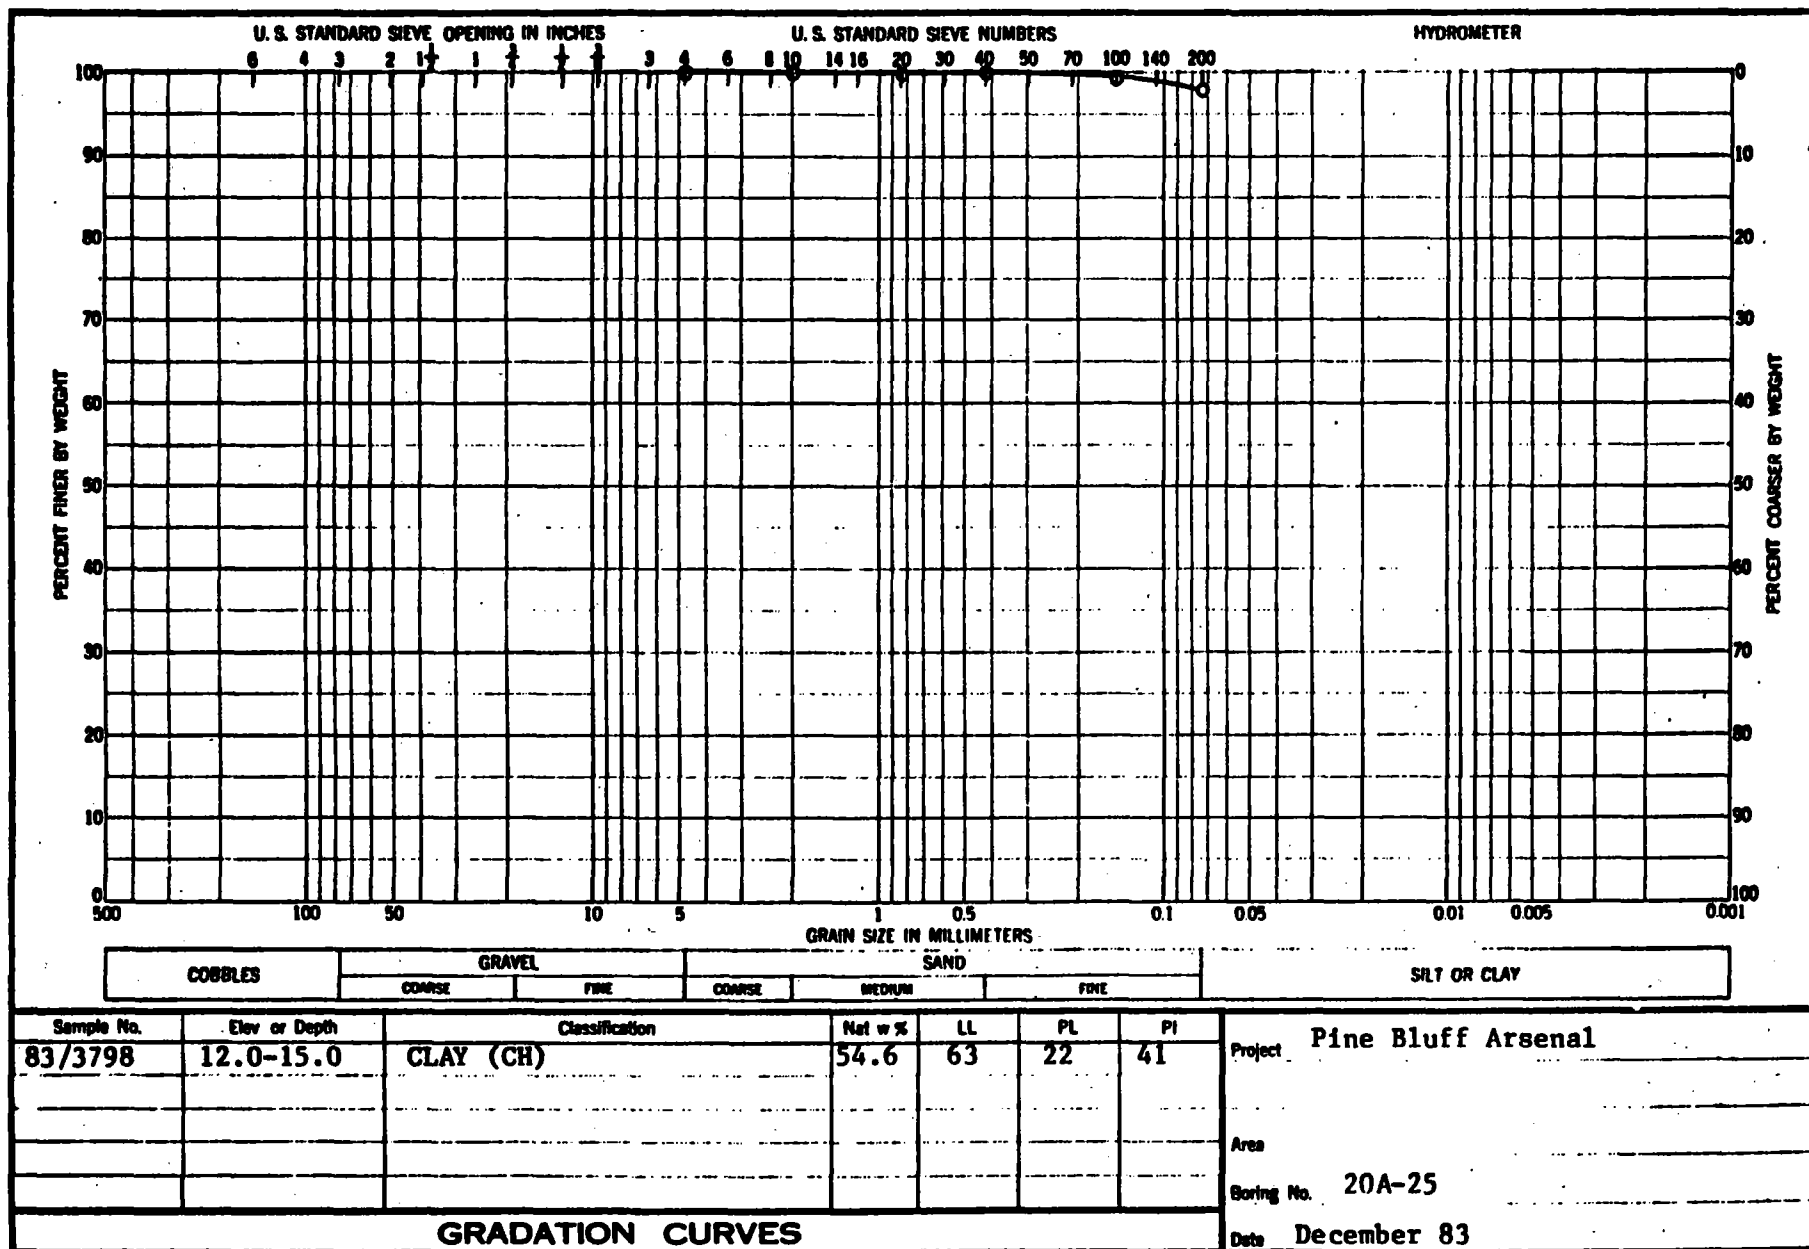 U. S. STANDARD SIEVE OPENING IN INCHES U. S. STANDARD SIEVE NUMBERS HYDROMETER
6 4 3 2 1½ 1 ¾ ½ ⅜ 3 4 6 8 10 14 16 20 30 40 50 70 100 140 200
100 0
90 10
80 20
70 30
60 40
50 50
40 60
30 70
20 80
10 90
0 100
PERCENT FINER BY WEIGHT
PERCENT COARSER BY WEIGHT
500 100 50 10 5 1 0.5 0.1 0.05 0.01 0.005 0.001
GRAIN SIZE IN MILLIMETERS
COBBLES GRAVEL SAND SILT OR CLAY
COARSE FINE COARSE MEDIUM FINE
Sample No. Elev or Depth Classification Nat w % LL PL PI
83/3798 12.0-15.0 CLAY (CH) 54.6 63 22 41
Project Pine Bluff Arsenal
Area
Boring No. 20A-25
Date December 83
GRADATION CURVES